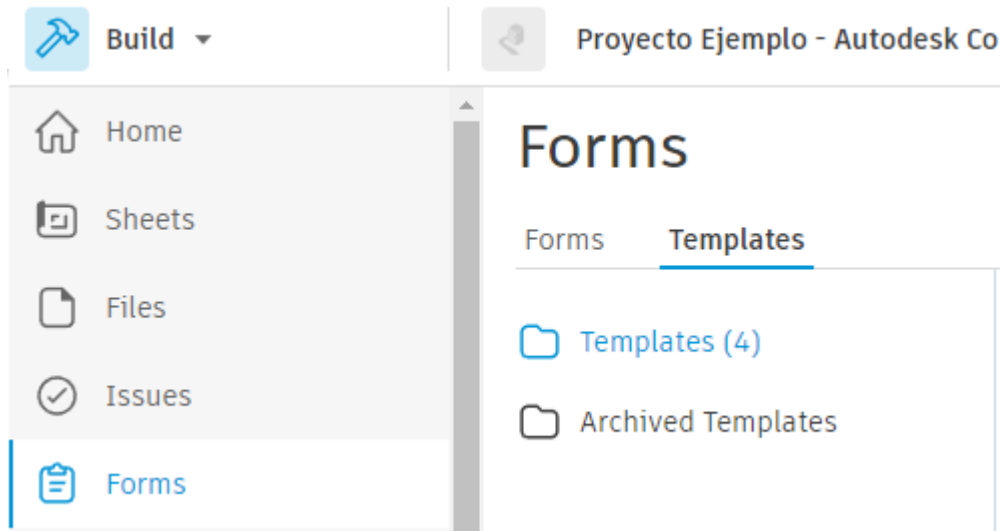 Build
Proyecto Ejemplo - Autodesk Co
Home
Sheets
Files
Issues
Forms
Forms
Forms Templates
Templates (4)
Archived Templates